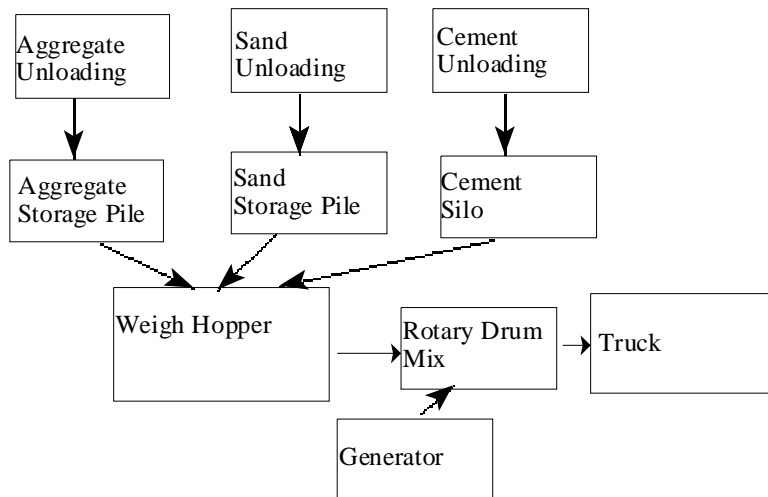 Aggregate
Unloading
Sand
Unloading
Cement
Unloading
Aggregate
Storage Pile
Sand
Storage Pile
Cement
Silo
Weigh Hopper
Rotary Drum
Mix
Truck
Generator